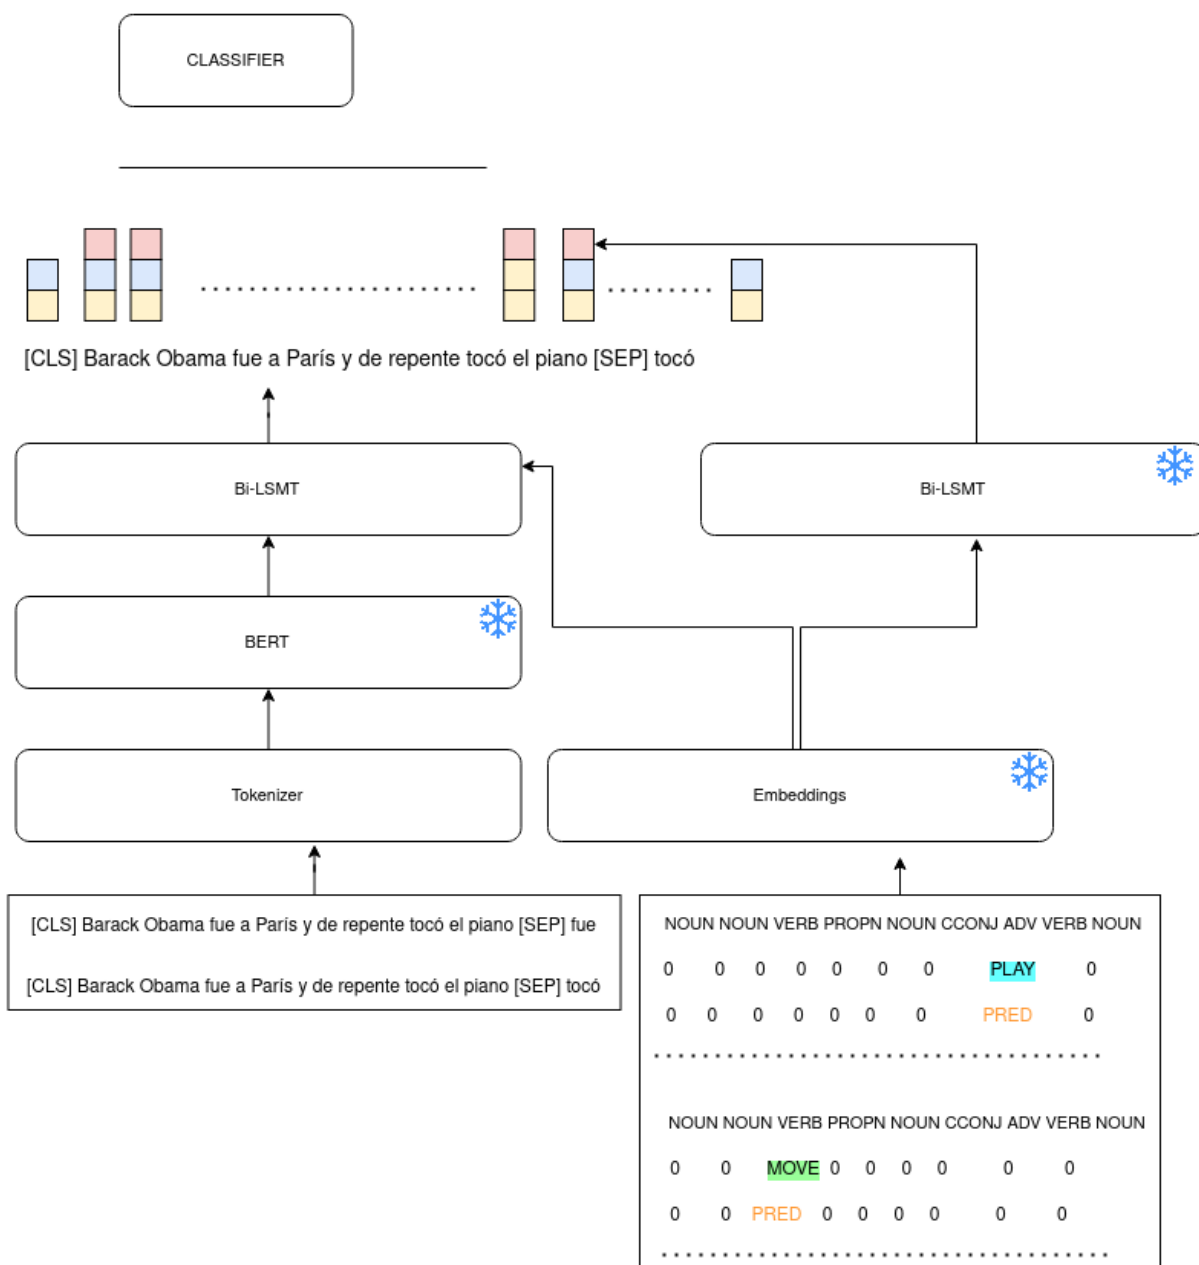 CLASSIFIER
[CLS] Barack Obama fue a París y de repente tocó el piano [SEP] tocó
Bi-LSMT
Bi-LSMT
BERT
Tokenizer
Embeddings
[CLS] Barack Obama fue a París y de repente tocó el piano [SEP] fue
[CLS] Barack Obama fue a París y de repente tocó el piano [SEP] tocó
NOUN NOUN VERB PROPN NOUN CCONJ ADV VERB NOUN
0 0 0 0 0 0 0 PLAY 0
0 0 0 0 0 0 0 PRED 0
NOUN NOUN VERB PROPN NOUN CCONJ ADV VERB NOUN
0 0 MOVE 0 0 0 0 0 0
0 0 PRED 0 0 0 0 0 0